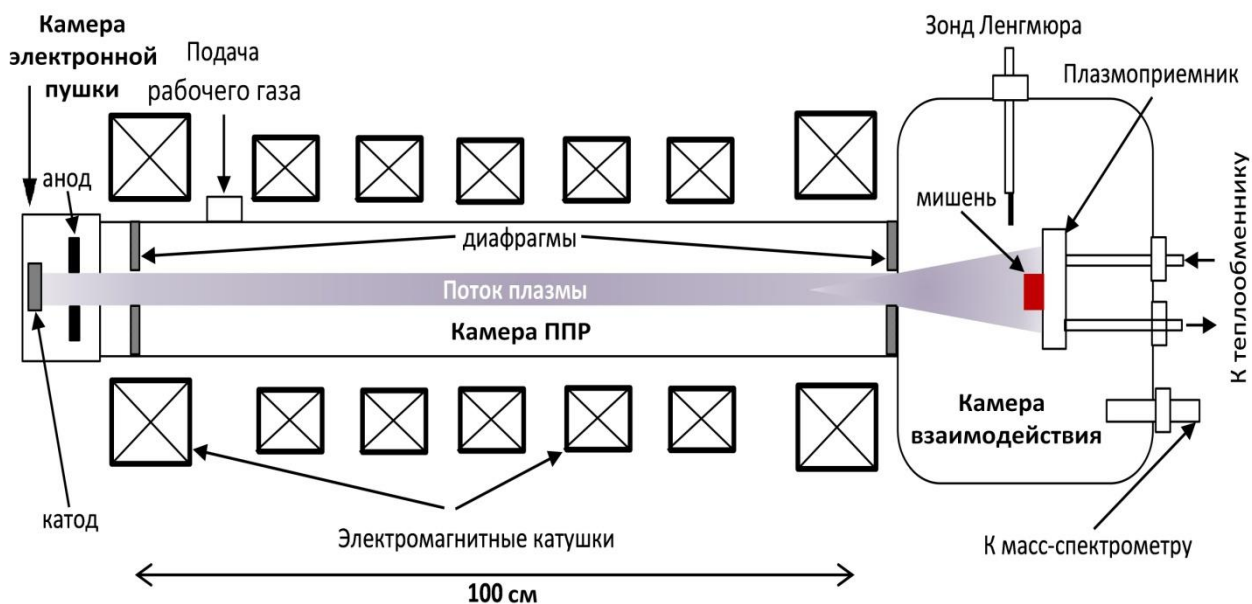 Камера
электронной
пушки
Подача
рабочего газа
Зонд Ленгмюра
Плазмоприемник
анод
мишень
диафрагмы
Поток плазмы
Камера ППР
К теплообменнику
Камера
взаимодействия
катод
Электромагнитные катушки
К масс-спектрометру
100 см